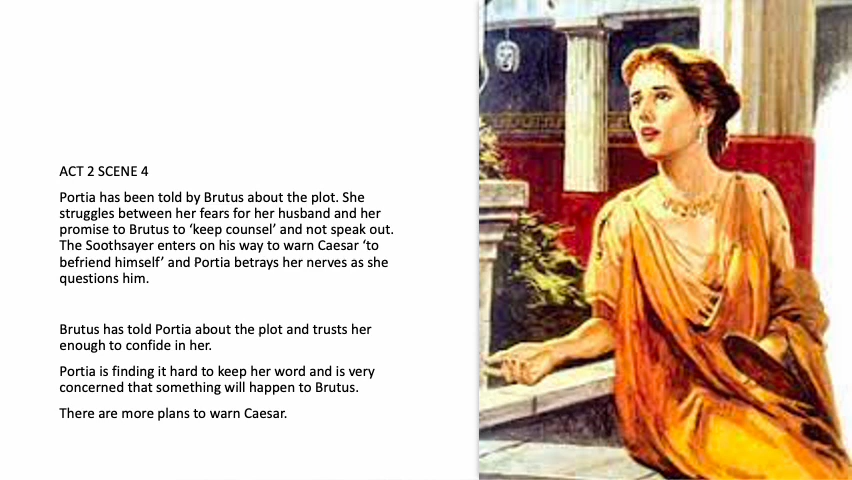 ACT 2 SCENE 4
Portia has been told by Brutus about the plot. She
struggles between her fears for her husband and her
promise to Brutus to ‘keep counsel’ and not speak out.
The Soothsayer enters on his way to warn Caesar ‘to
befriend himself’ and Portia betrays her nerves as she
questions him.
Brutus has told Portia about the plot and trusts her
enough to confide in her.
Portia is finding it hard to keep her word and is very
concerned that something will happen to Brutus.
There are more plans to warn Caesar.